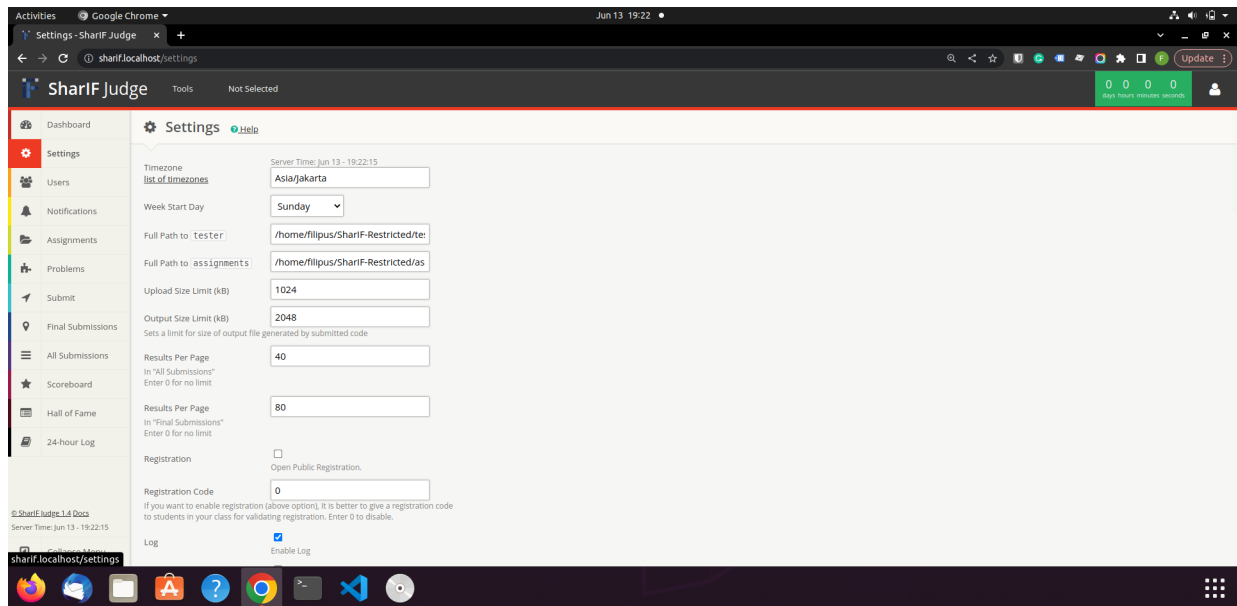 Activities Google Chrome Jun 13 19:22
Settings - SharIF Judge
sharif.localhost/settings Update
SharIF Judge Tools Not Selected 0 0 0 0
days hours minutes seconds
Dashboard
Settings
Users
Notifications
Assignments
Problems
Submit
Final Submissions
All Submissions
Scoreboard
Hall of Fame
24-hour Log
© SharIF Judge 1.4 Docs
Server Time: Jun 13 - 19:22:15
sharif.localhost/settings
Settings Help
Server Time: Jun 13 - 19:22:15
Timezone Asia/Jakarta
list of timezones
Week Start Day Sunday
Full Path to tester /home/filipus/SharIF-Restricted/tes
Full Path to assignments /home/filipus/SharIF-Restricted/as
Upload Size Limit (kB) 1024
Output Size Limit (kB) 2048
Sets a limit for size of output file generated by submitted code
Results Per Page 40
In "All Submissions"
Enter 0 for no limit
Results Per Page 80
In "Final Submissions"
Enter 0 for no limit
Registration
Open Public Registration.
Registration Code 0
If you want to enable registration (above option), it is better to give a registration code
to students in your class for validating registration. Enter 0 to disable.
Log
Enable Log